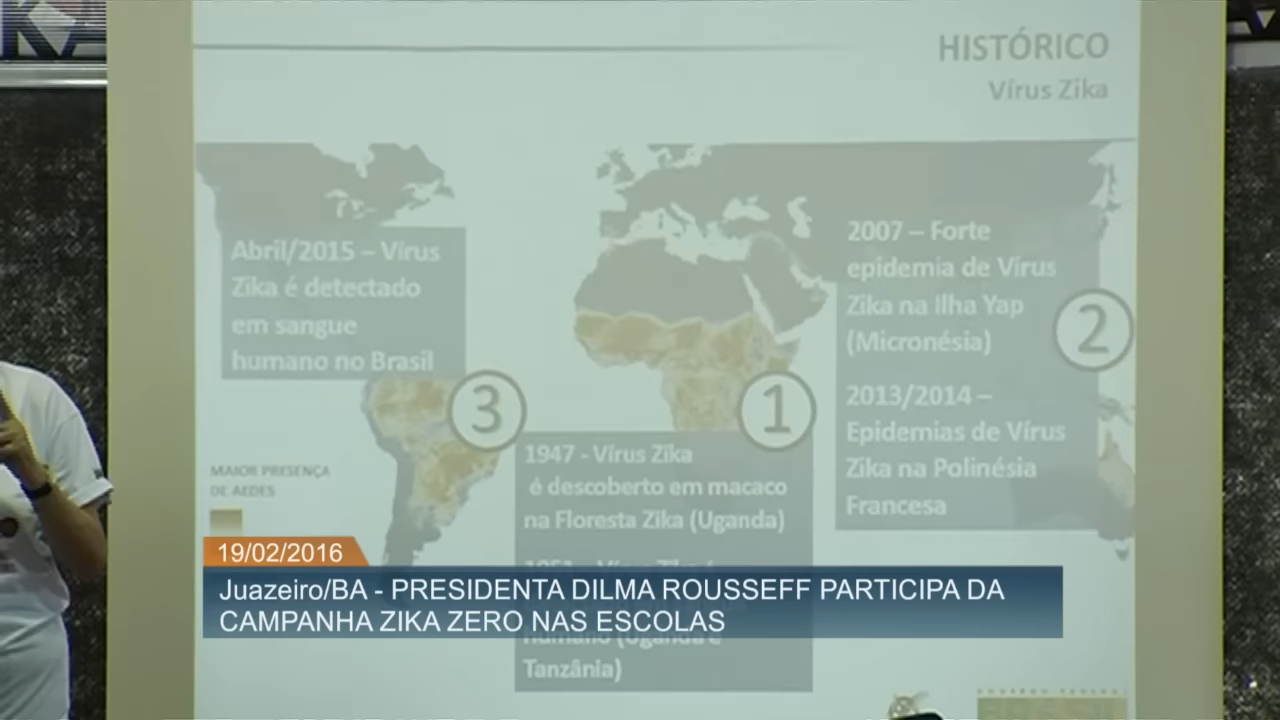 HISTÓRICO
Vírus Zika
Abril/2015 – Vírus
Zika é detectado
em sangue
humano no Brasil
3
MAIOR PRESENÇA
DE AEDES
1
1947 - Vírus Zika
é descoberto em macaco
na Floresta Zika (Uganda)
humano (Uganda e
Tanzânia)
2007 – Forte
epidemia de Vírus
Zika na Ilha Yap
(Micronésia)
2
2013/2014 –
Epidemias de Vírus
Zika na Polinésia
Francesa
19/02/2016
Juazeiro/BA - PRESIDENTA DILMA ROUSSEFF PARTICIPA DA
CAMPANHA ZIKA ZERO NAS ESCOLAS